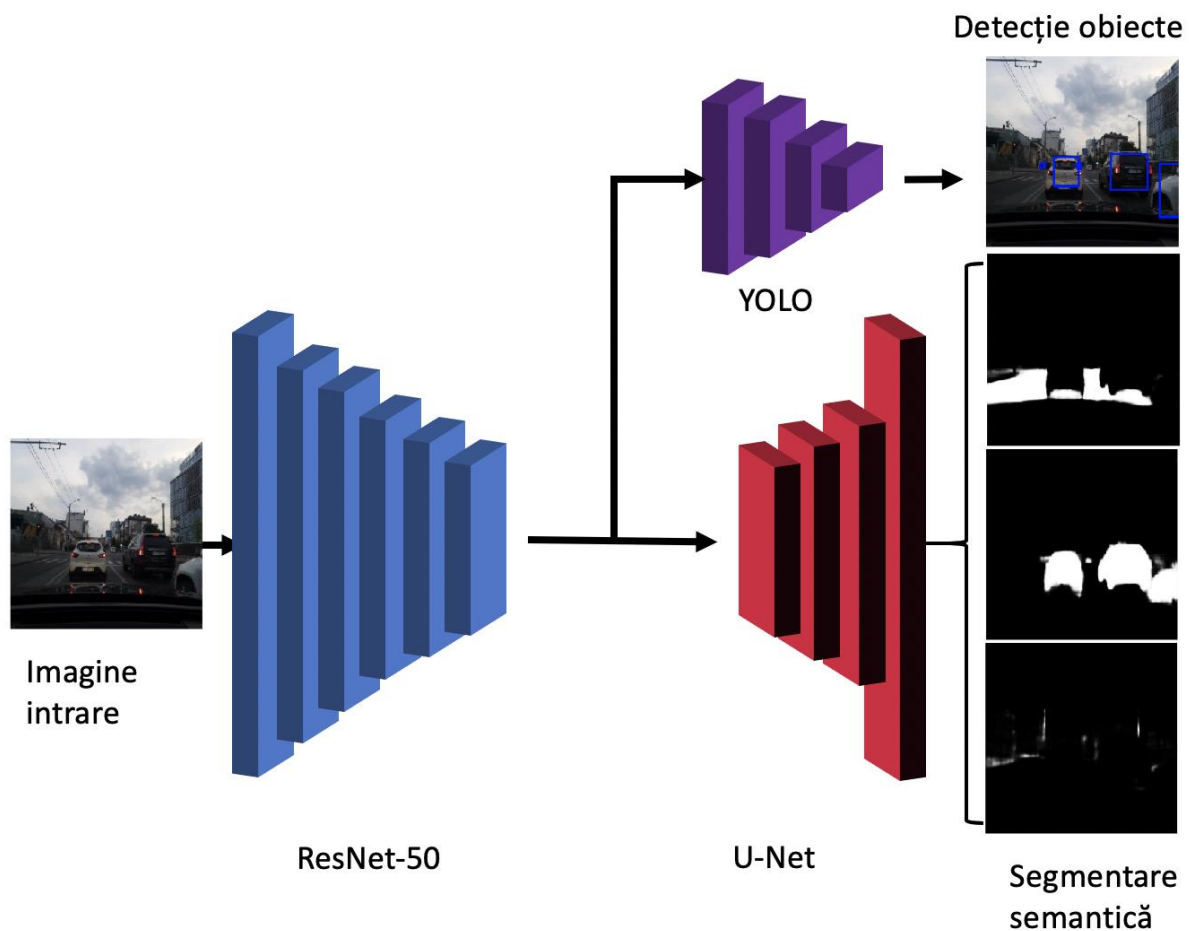 Detecție obiecte
YOLO
Imagine
intrare
ResNet-50
U-Net
Segmentare
semantică